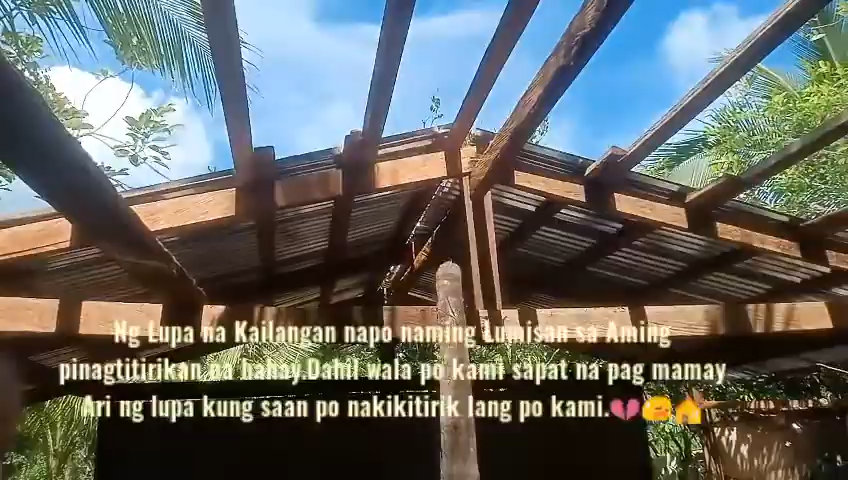 Ng Lupa na Kailangan napo naming Lumisan sa Aming
pinagtitirikan na bahay.Dahil wala po kami sapat na pag mamay
Ari ng lupa kung saan po nakikitirik lang po kami.💔🤗🏠